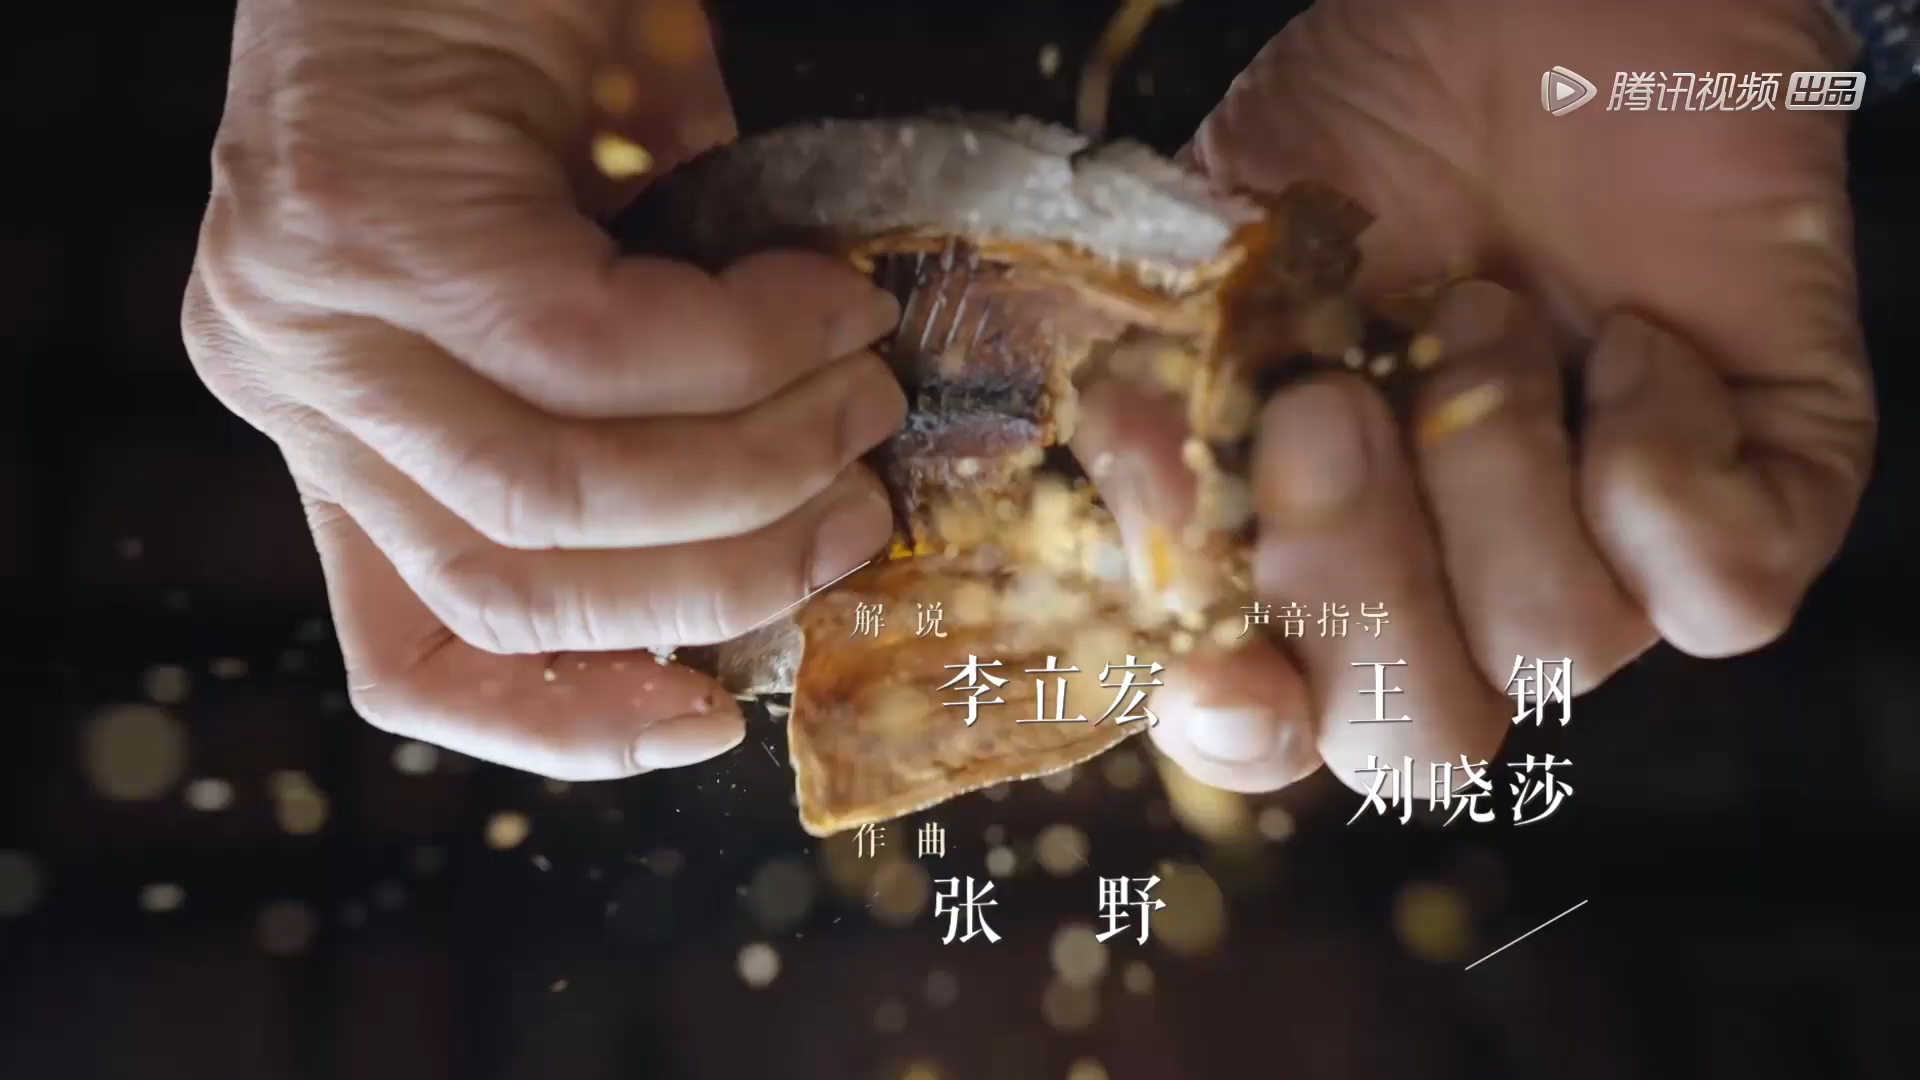 腾讯视频 出品
解 说
李立宏
声音指导
王 钢
刘晓莎
作 曲
张 野